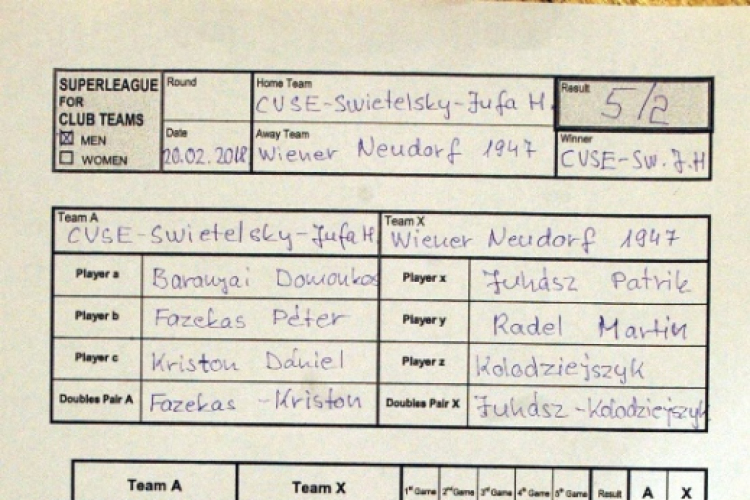 SUPERLEAGUE FOR CLUB TEAMS
☒ MEN
☐ WOMEN
Round
Home Team
CVSE-Swietelsky-Jufa H.
Result
5/2
Date
20.02.2018
Away Team
Wiener Neudorf 1947
Winner
CVSE-Sw.J.H
Team A
CVSE-Swietelsky-Jufa H.
Team X
Wiener Neudorf 1947
Player a
Baranyai Domonkos
Player x
Juhász Patrik
Player b
Fazekas Péter
Player y
Radel Martin
Player c
Kriston Dániel
Player z
Kolodziejszyk
Doubles Pair A
Fazekas -Kriston
Doubles Pair X
Juhász-Kolodziejszyk
Team A
Team X
1st Game
2nd Game
3rd Game
4th Game
5th Game
Result
A
X